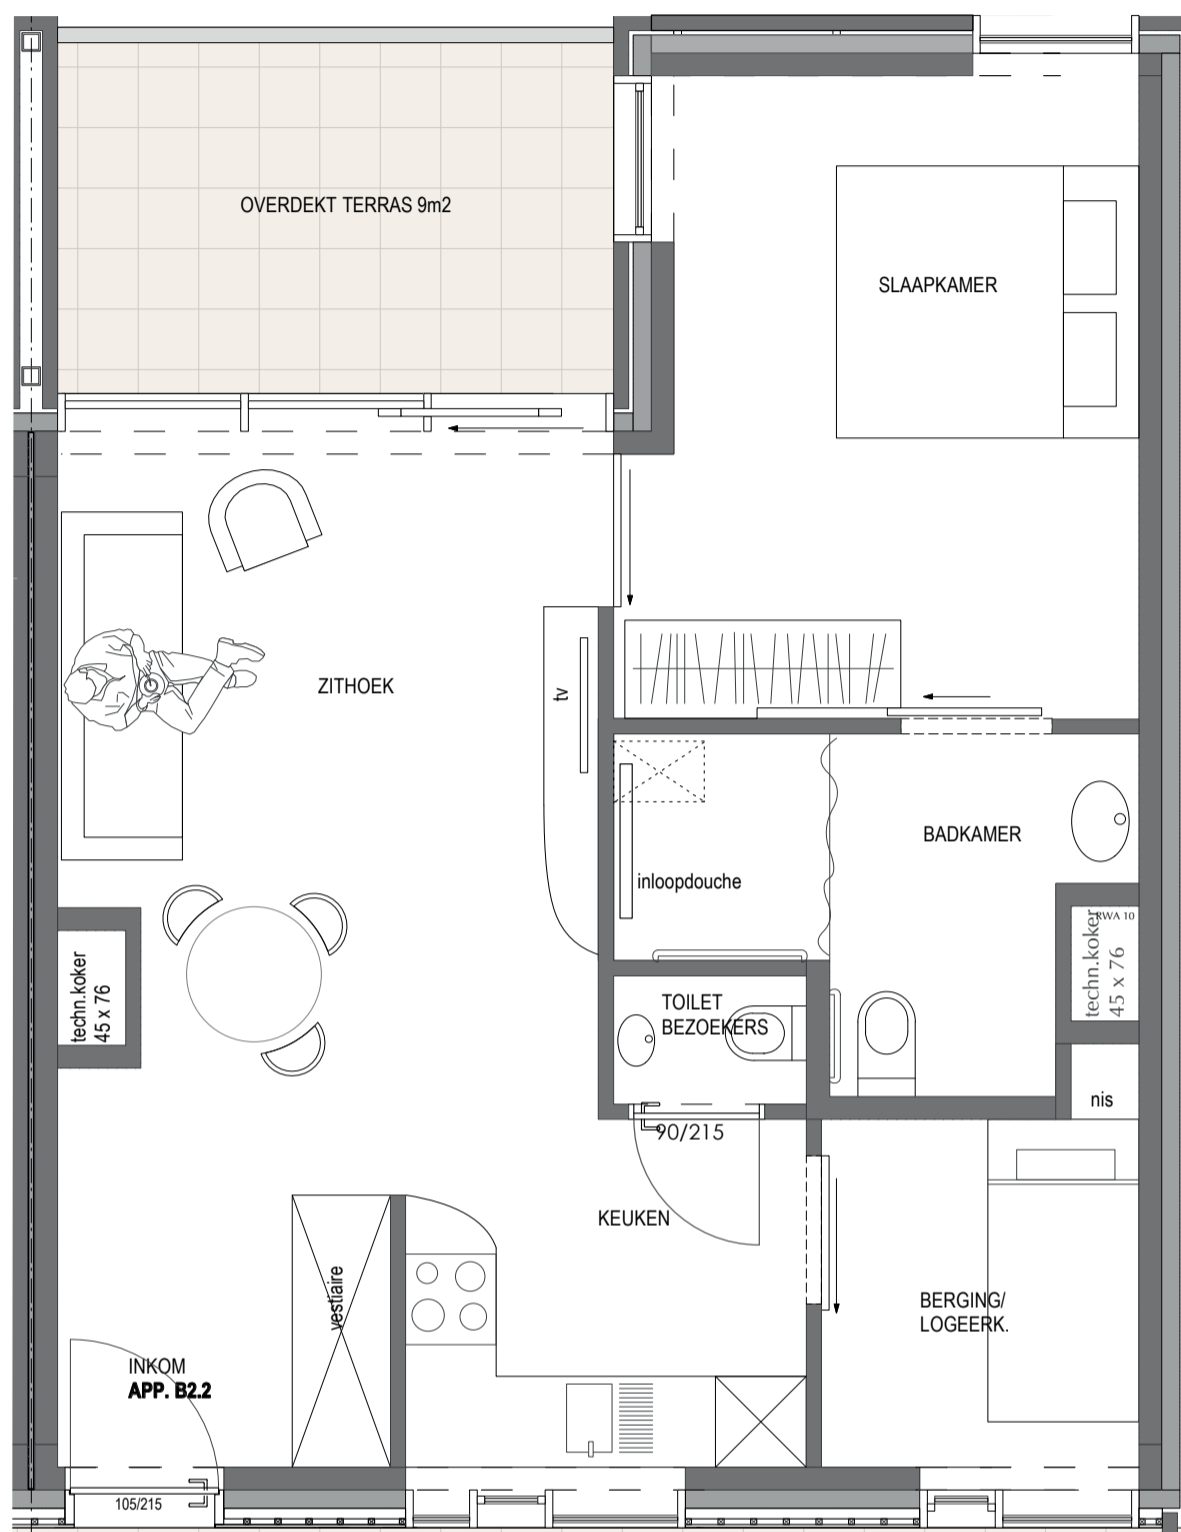 OVERDEKT TERRAS 9m2
SLAAPKAMER
ZITHOEK
tv
BADKAMER
inloopdouche
RWA 10
techn.koker
45 x 76
techn.koker
45 x 76
TOILET
BEZOEKERS
nis
90/215
KEUKEN
vestiaire
BERGING/
LOGEERK.
INKOM
APP. B2.2
105/215